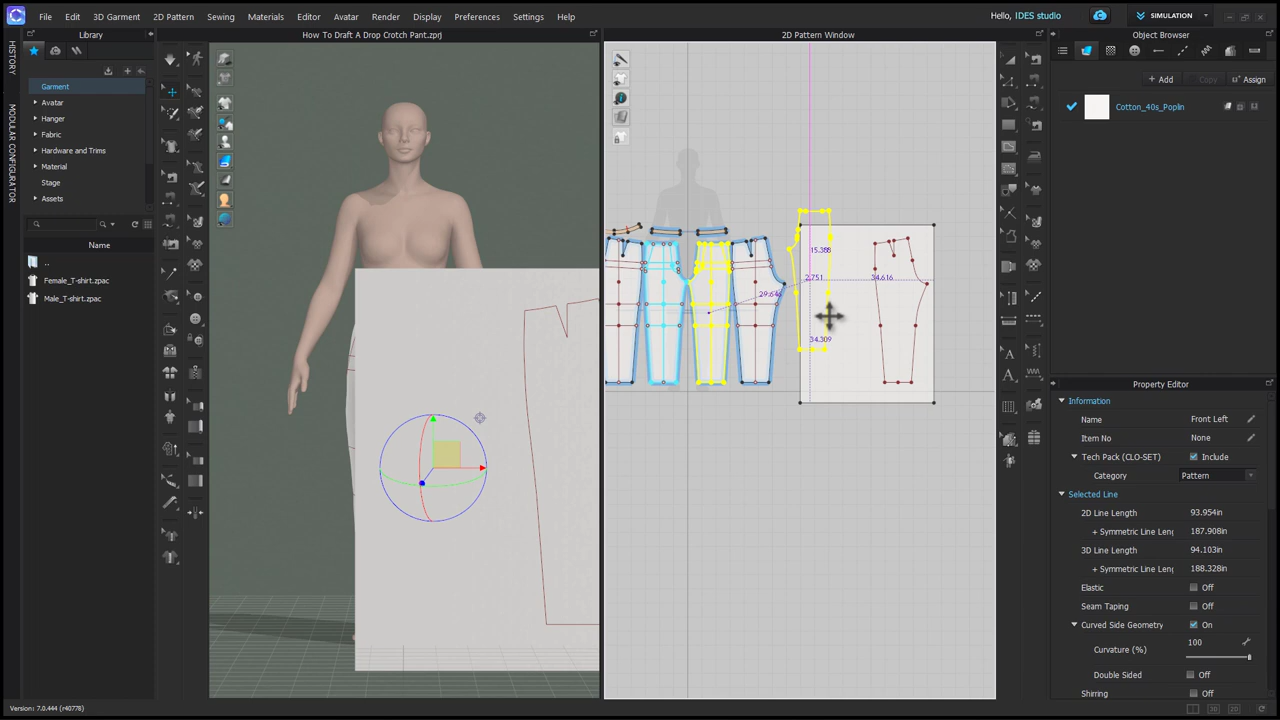 File Edit 3D Garment 2D Pattern Sewing Materials Editor Avatar Render Display Preferences Settings Help
Hello, IDES studio
SIMULATION
HISTORY
MODULAR CONFIGURATOR
Library
Garment
Avatar
Hanger
Fabric
Hardware and Trims
Material
Stage
Assets
Name
..
Female_T-shirt.zpac
Male_T-shirt.zpac
How To Draft A Drop Crotch Pant.zprj
2D Pattern Window
15.388
2.751
34.616
29.646
34.309
Object Browser
+ Add Copy Assign
Cotton_40s_Poplin
Property Editor
Information
Name Front Left
Item No None
Tech Pack (CLO-SET) Include
Category Pattern
Selected Line
2D Line Length 93.954in
+ Symmetric Line Leng 187.908in
3D Line Length 94.103in
+ Symmetric Line Leng 188.328in
Elastic Off
Seam Taping Off
Curved Side Geometry On
Curvature (%) 100
Double Sided Off
Shirring Off
Version: 7.0.444 (r40778)
3D 2D